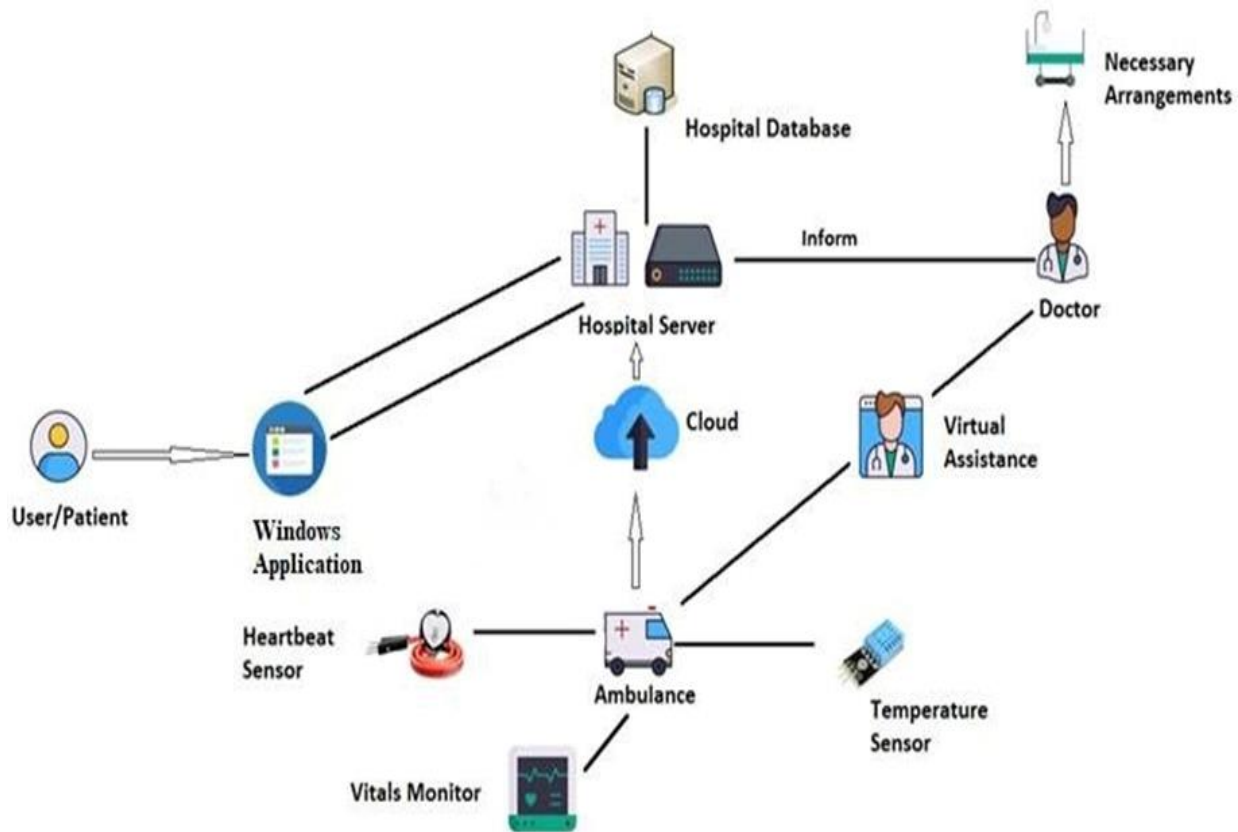 Necessary
Arrangements
Hospital Database
Inform
Doctor
Hospital Server
Cloud
Virtual
Assistance
User/Patient
Windows
Application
Heartbeat
Sensor
Ambulance
Temperature
Sensor
Vitals Monitor